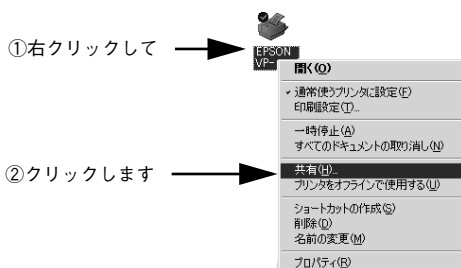 ①右クリックして
EPSON
VP-
開く(O)
通常使うプリンタに設定(F)
印刷設定(T)...
一時停止(A)
すべてのドキュメントの取り消し(N)
②クリックします
共有(H)...
プリンタをオフラインで使用する(U)
ショートカットの作成(S)
削除(D)
名前の変更(M)
プロパティ(R)